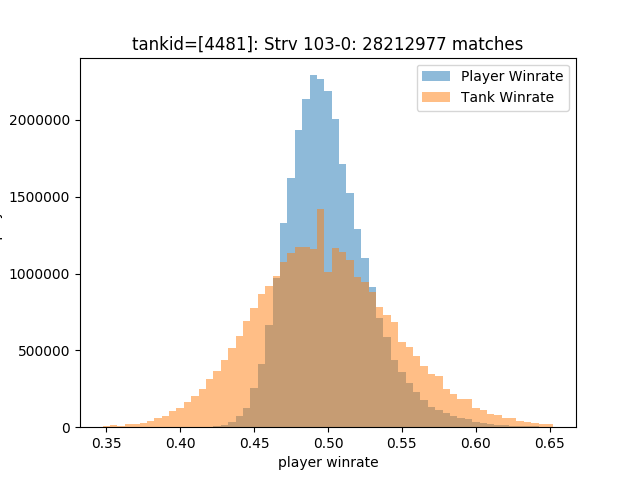 tankid=[4481]: Strv 103-0: 28212977 matches
Player Winrate
Tank Winrate
2000000
1500000
1000000
500000
0
0.35 0.40 0.45 0.50 0.55 0.60 0.65
player winrate